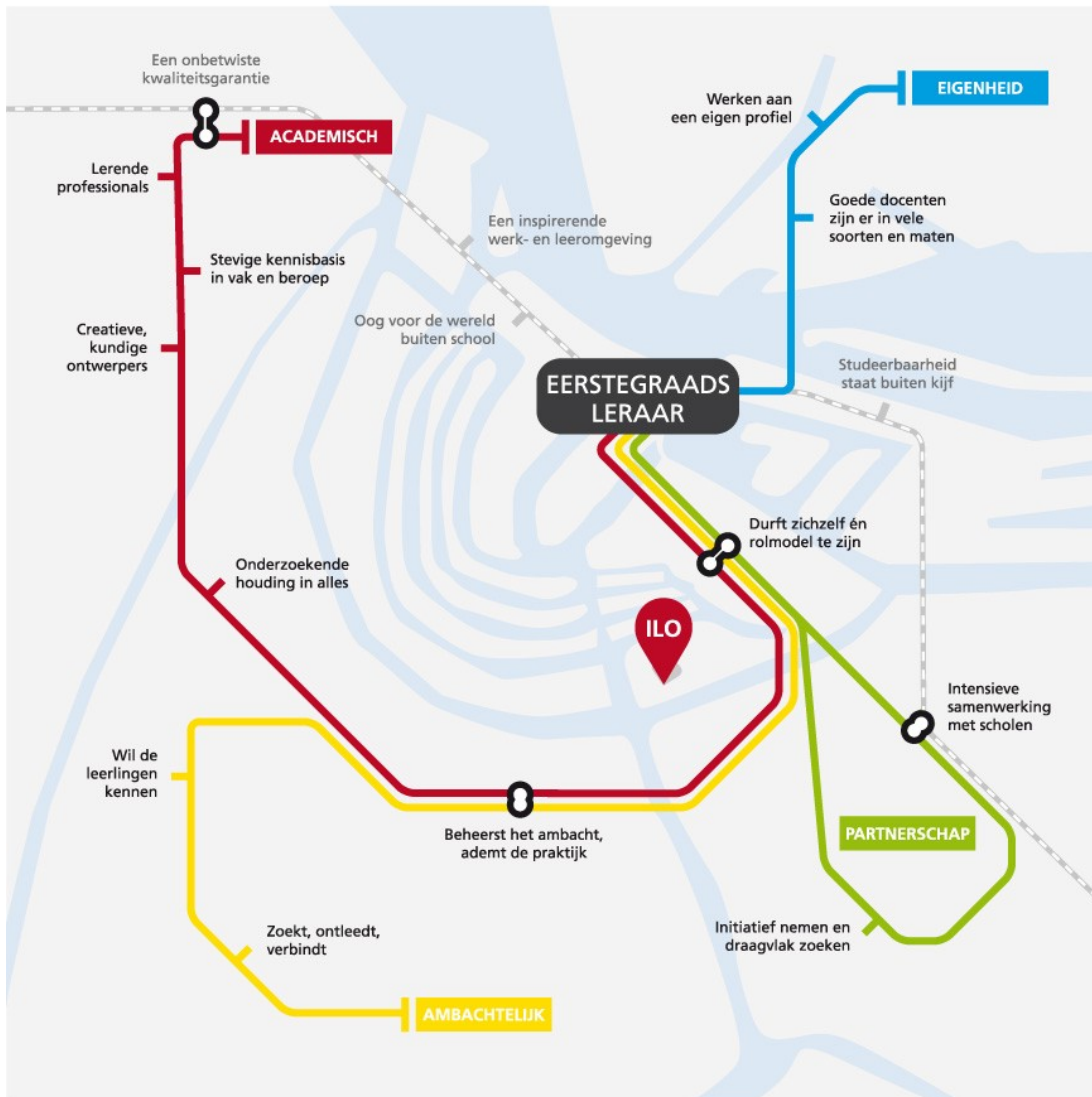 Een onbetwiste
kwaliteitsgarantie
ACADEMISCH
Lerende
professionals
Stevige kennisbasis
in vak en beroep
Creatieve,
kundige
ontwerpers
Een inspirerende
werk- en leeromgeving
Oog voor de wereld
buiten school
EIGENHEID
Werken aan
een eigen profiel
Goede docenten
zijn er in vele
soorten en maten
EERSTEGRAADS
LERAAR
Studeerbaarheid
staat buiten kijf
Durft zichzelf én
rolmodel te zijn
Onderzoekende
houding in alles
ILO
Intensieve
samenwerking
met scholen
Wil de
leerlingen
kennen
Beheerst het ambacht,
ademt de praktijk
PARTNERSCHAP
Initiatief nemen en
draagvlak zoeken
Zoekt, ontleedt,
verbindt
AMBACHTELIJK